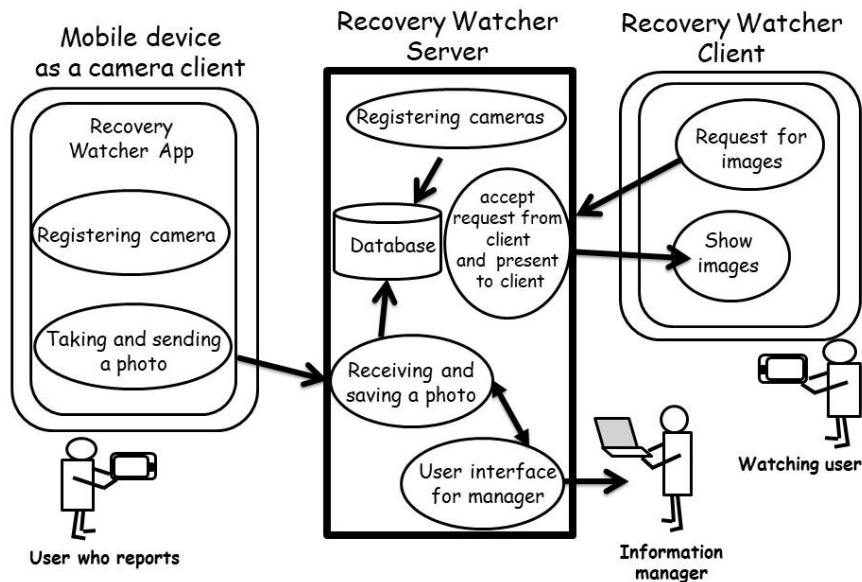 Mobile device
as a camera client
Recovery Watcher
App
Registering camera
Taking and sending
a photo
User who reports
Recovery Watcher
Server
Registering cameras
Database
accept
request from
client
and present
to client
Receiving and
saving a photo
User interface
for manager
Recovery Watcher
Client
Request for
images
Show
images
Watching user
Information
manager